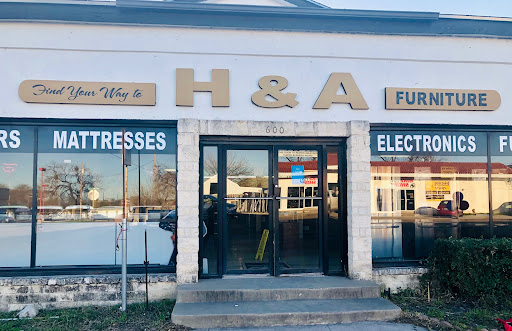 Find Your Way to
H & A
FURNITURE
600
RS
MATTRESSES
ELECTRONICS
FU